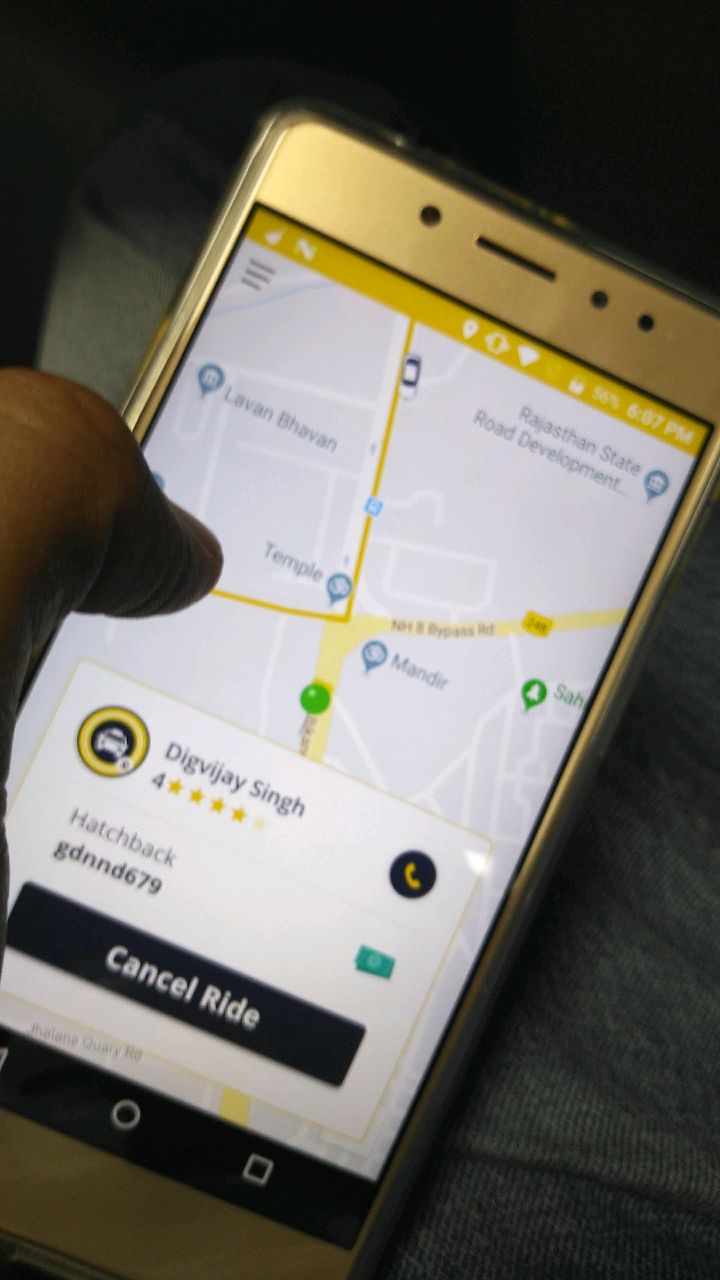 56% 6:07 PM
Lavan Bhavan
Rajasthan State
Road Development...
Temple
NH 8 Bypass Rd
248
Mandir
Sah
Digvijay Singh
4
Hatchback
gdnnd679
Cancel Ride
Jhalana Quary Rd